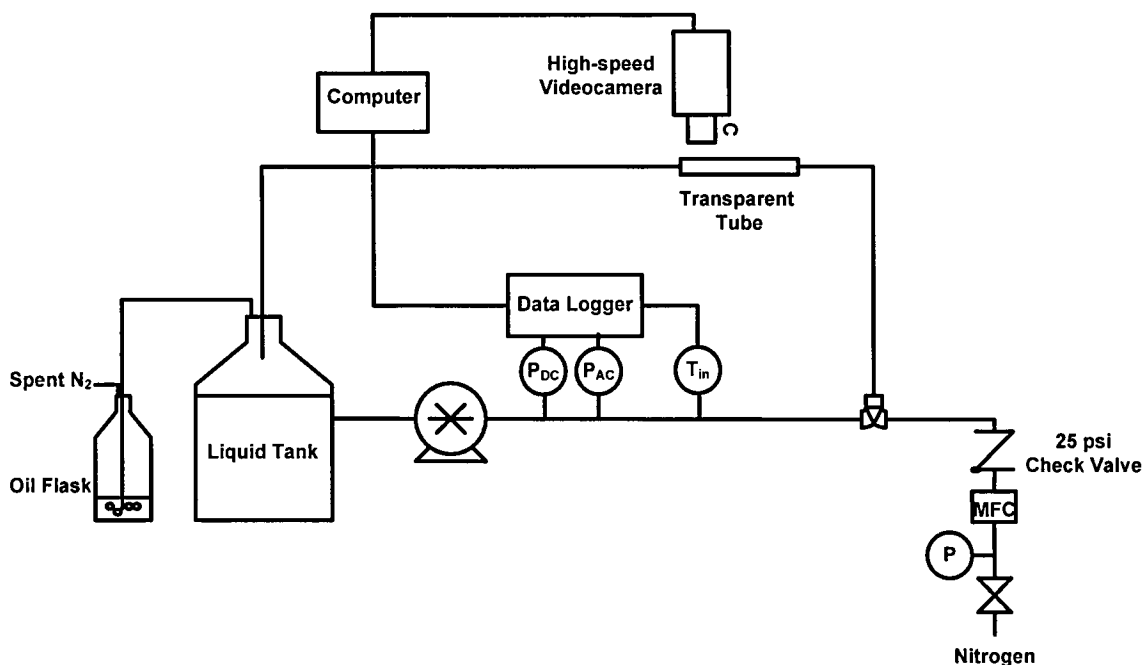 High-speed
Videocamera
C
Computer
Transparent
Tube
Data Logger
P_DC
P_AC
T_in
Spent N₂
Liquid Tank
Oil Flask
25 psi
Check Valve
MFC
P
Nitrogen